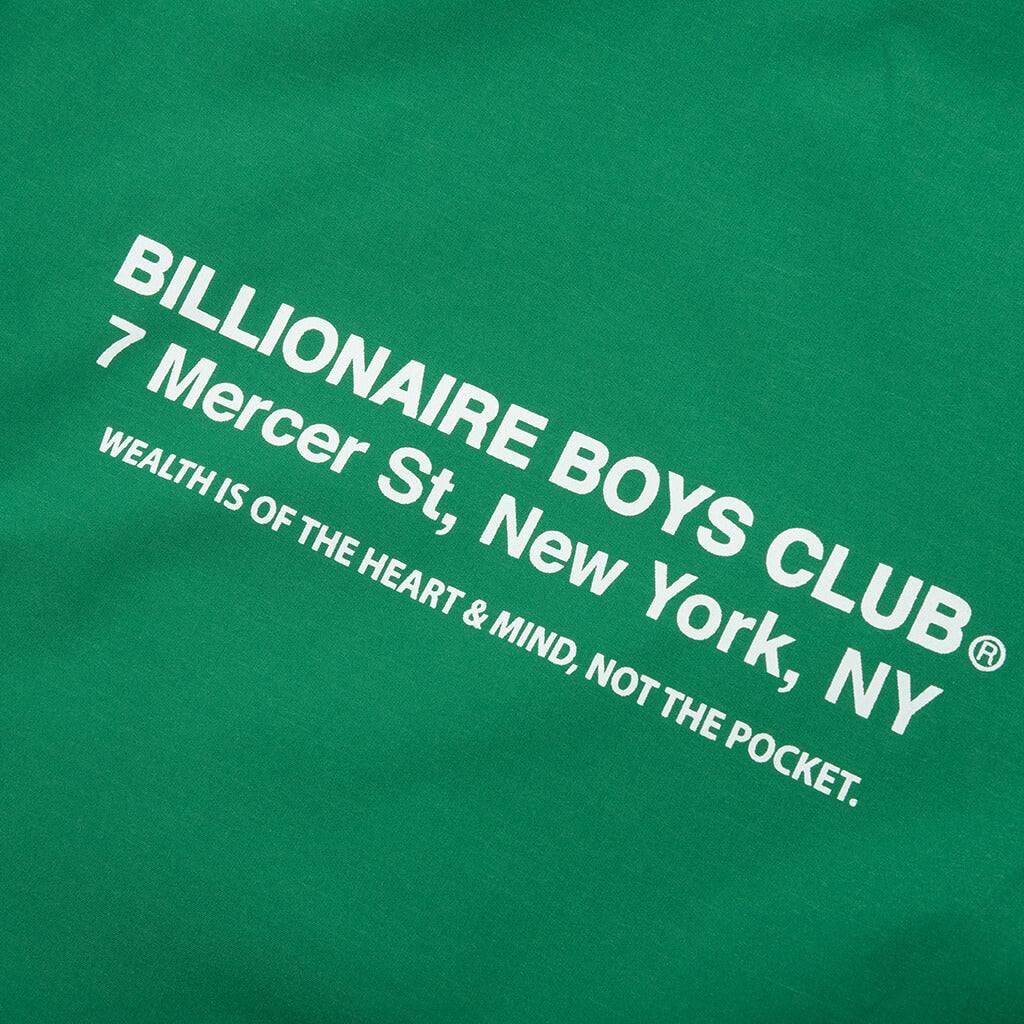 BILLIONAIRE BOYS CLUB®
7 Mercer St, New York, NY
WEALTH IS OF THE HEART & MIND, NOT THE POCKET.